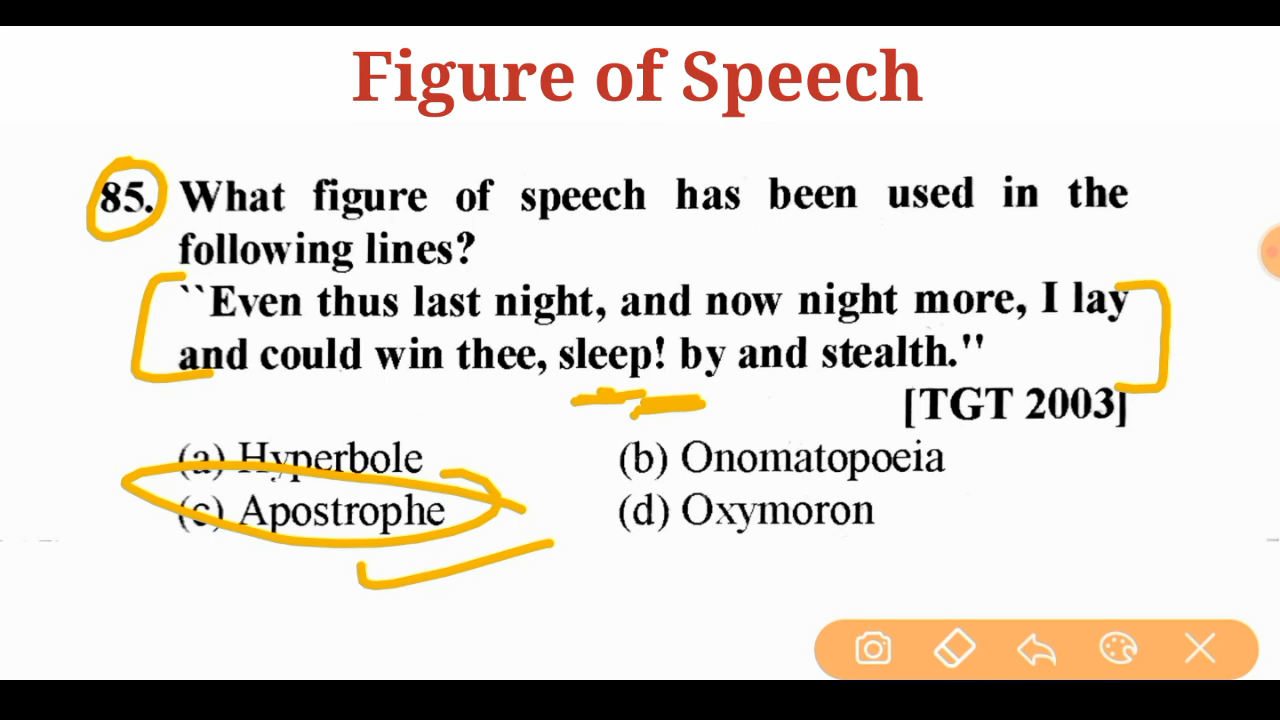 Figure of Speech
85. What figure of speech has been used in the
following lines?
``Even thus last night, and now night more, I lay
and could win thee, sleep! by and stealth."
[TGT 2003]
(a) Hyperbole (b) Onomatopoeia
(c) Apostrophe (d) Oxymoron